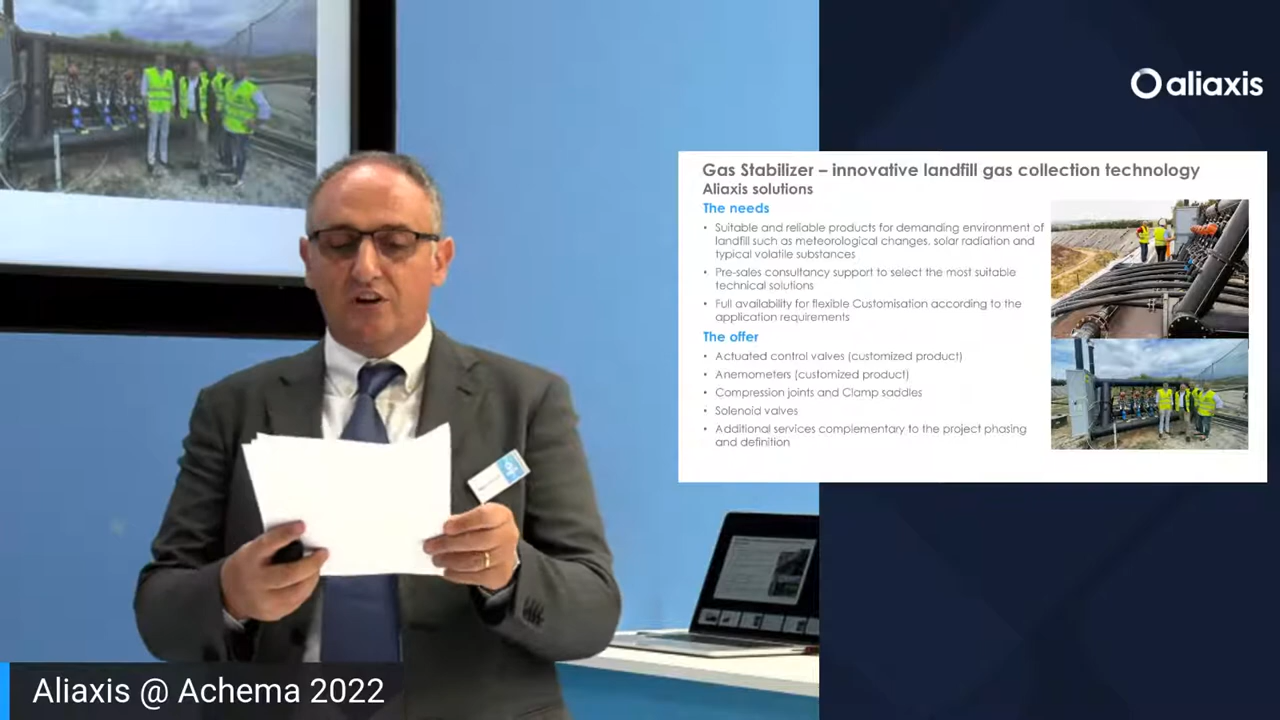 aliaxis
Gas Stabilizer – innovative landfill gas collection technology
Aliaxis solutions
The needs
• Suitable and reliable products for demanding environment of
landfill such as meteorological changes, solar radiation and
typical volatile substances
• Pre-sales consultancy support to select the most suitable
technical solutions
• Full availability for flexible Customisation according to the
application requirements
The offer
• Actuated control valves (customized product)
• Anemometers (customized product)
• Compression joints and Clamp saddles
• Solenoid valves
• Additional services complementary to the project phasing
and definition
Aliaxis @ Achema 2022